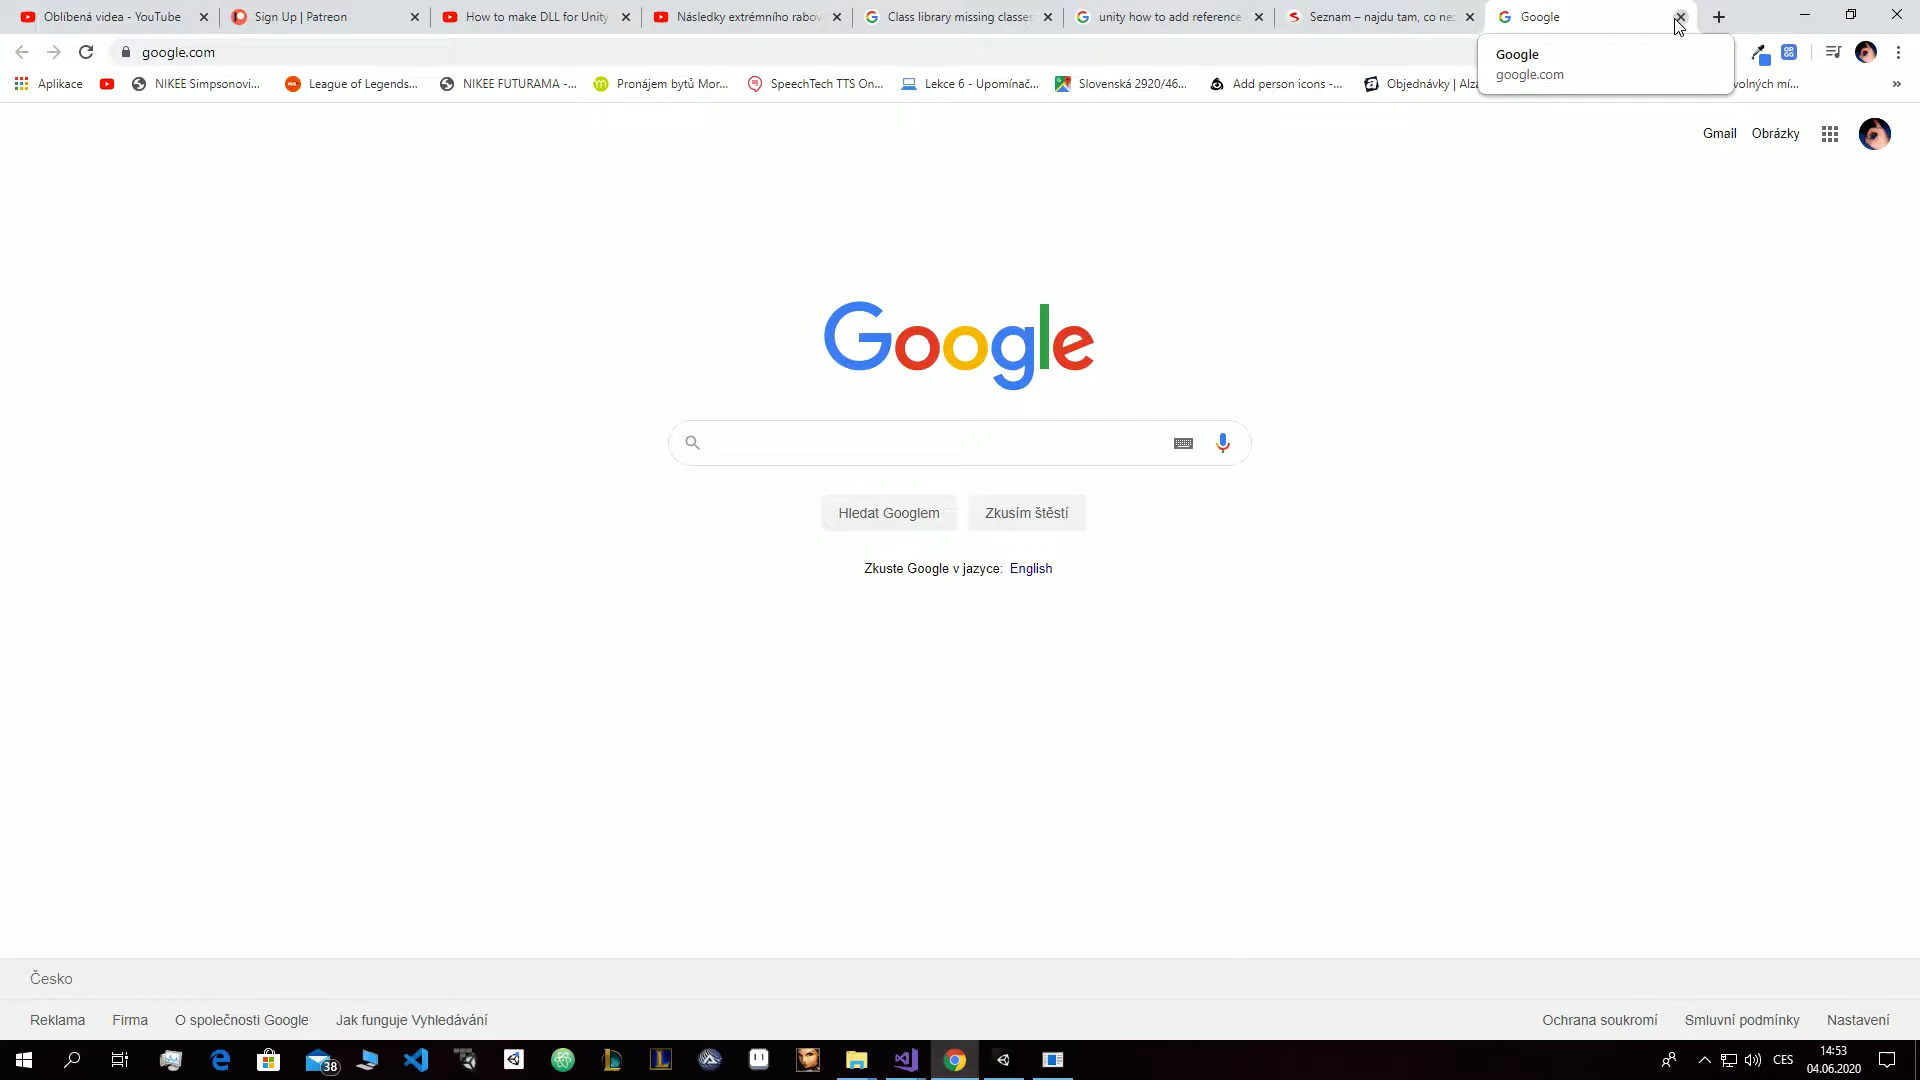 Oblíbená videa - YouTube
Sign Up | Patreon
How to make DLL for Unity
Následky extrémního rabov
Class library missing classes
unity how to add reference
Seznam – najdu tam, co ne
Google
google.com
Google
google.com
Aplikace
NIKEE Simpsonovi...
League of Legends...
NIKEE FUTURAMA -...
Pronájem bytů Mor...
SpeechTech TTS On...
Lekce 6 - Upomínač...
Slovenská 2920/46...
Add person icons -...
Objednávky | Alza
volných mí...
»
Gmail
Obrázky
Google
Hledat Googlem
Zkusím štěstí
Zkuste Google v jazyce: English
Česko
Reklama
Firma
O společnosti Google
Jak funguje Vyhledávání
Ochrana soukromí
Smluvní podmínky
Nastavení
38
CES
14:53
04.06.2020